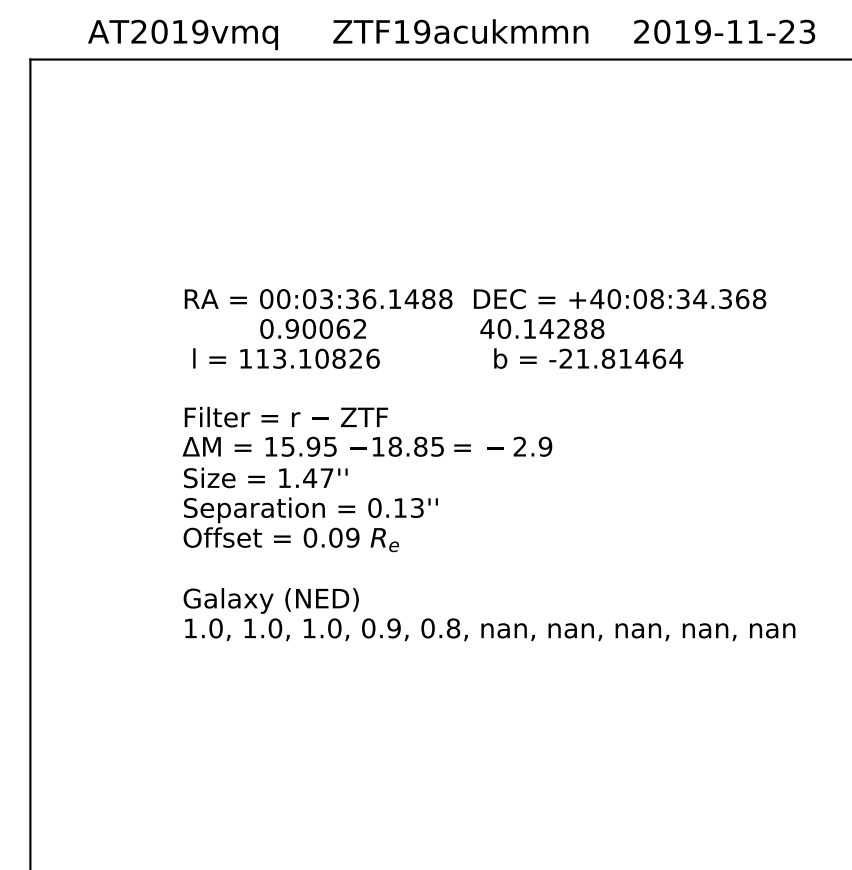 AT2019vmq ZTF19acukmmn 2019-11-23
RA = 00:03:36.1488 DEC = +40:08:34.368
0.90062 40.14288
l = 113.10826 b = -21.81464
Filter = r − ZTF
ΔM = 15.95 −18.85 = − 2.9
Size = 1.47''
Separation = 0.13''
Offset = 0.09 Re
Galaxy (NED)
1.0, 1.0, 1.0, 0.9, 0.8, nan, nan, nan, nan, nan